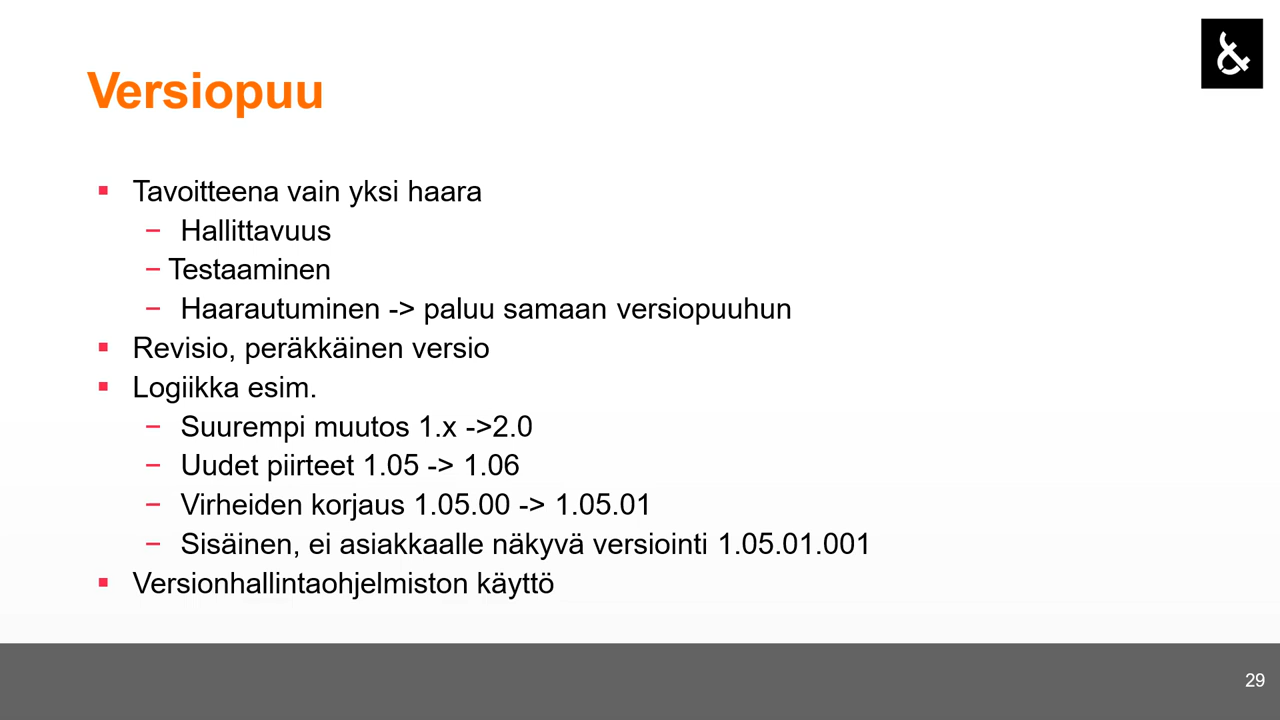 Versiopuu
▪ Tavoitteena vain yksi haara
– Hallittavuus
– Testaaminen
– Haarautuminen -> paluu samaan versiopuuhun
▪ Revisio, peräkkäinen versio
▪ Logiikka esim.
– Suurempi muutos 1.x ->2.0
– Uudet piirteet 1.05 -> 1.06
– Virheiden korjaus 1.05.00 -> 1.05.01
– Sisäinen, ei asiakkaalle näkyvä versiointi 1.05.01.001
▪ Versionhallintaohjelmiston käyttö
29